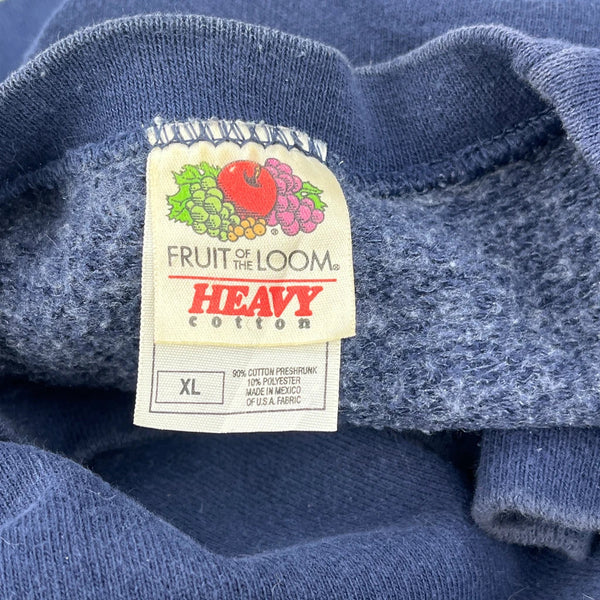 FRUIT OF THE LOOM®
HEAVY
cotton
XL
90% COTTON PRESHRUNK
10% POLYESTER
MADE IN MEXICO
OF U.S.A. FABRIC